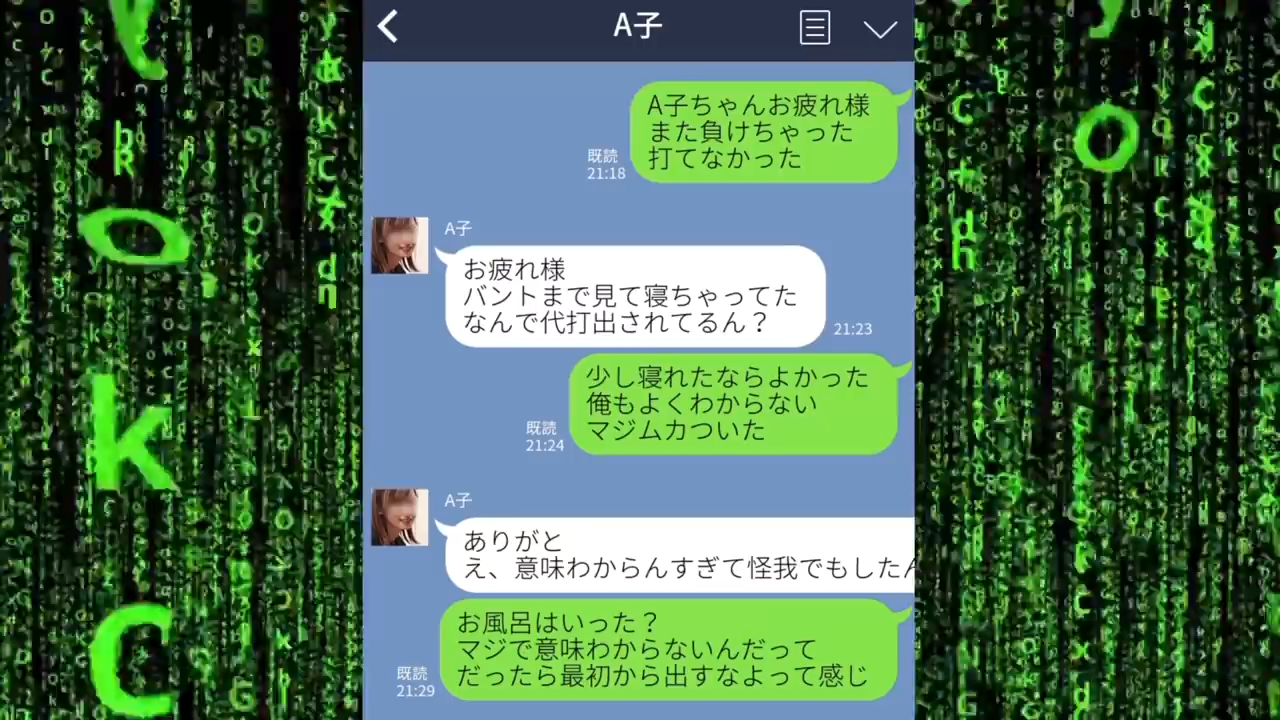 A子
A子ちゃんお疲れ様
また負けちゃった
打てなかった
既読
21:18
A子
お疲れ様
バントまで見て寝ちゃってた
なんで代打出されてるん？
21:23
少し寝れたならよかった
俺もよくわからない
マジムカついた
既読
21:24
A子
ありがと
え、意味わからんすぎて怪我でもしたん
お風呂はいった？
マジで意味わからないんだって
だったら最初から出すなよって感じ
既読
21:29